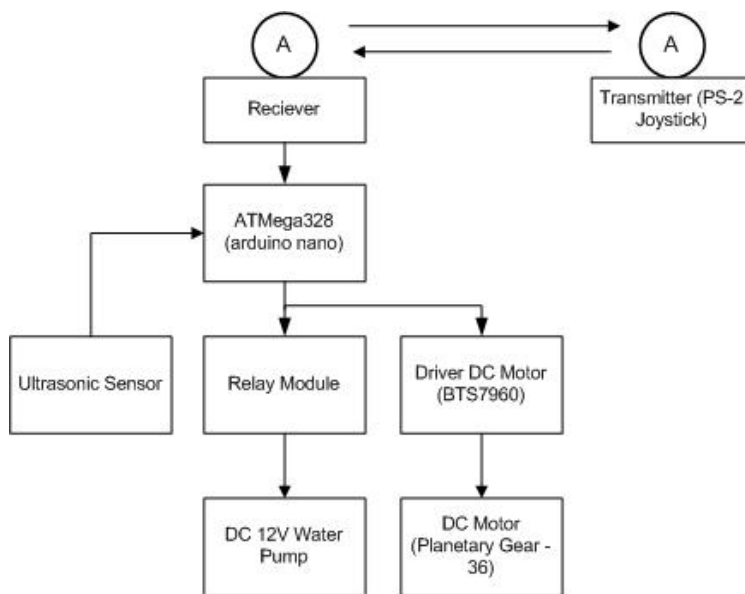 A
A
Reciever
Transmitter (PS-2
Joystick)
ATMega328
(arduino nano)
Ultrasonic Sensor
Relay Module
Driver DC Motor
(BTS7960)
DC 12V Water
Pump
DC Motor
(Planetary Gear -
36)